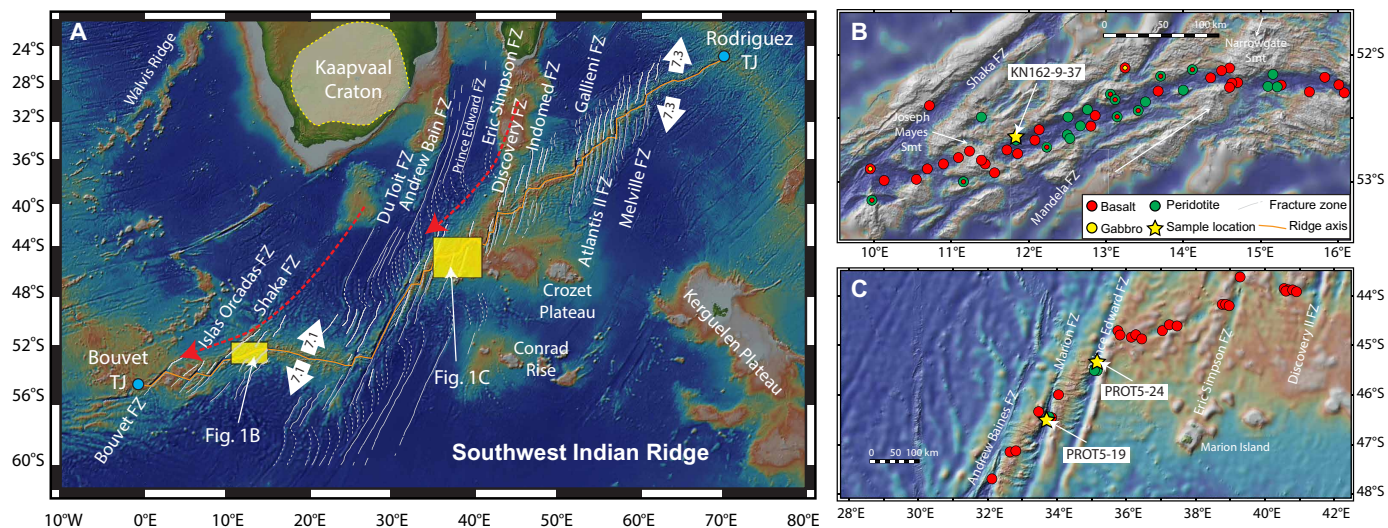 A
24°S
28°S
32°S
36°S
40°S
44°S
48°S
52°S
56°S
60°S
10°W
0°E
10°E
20°E
30°E
40°E
50°E
60°E
70°E
80°E
Walvis Ridge
Kaapvaal
Craton
Du Toit FZ
Andrew Bain FZ
Prince Edward FZ
Eric Simpson FZ
Discovery FZ
Indomed FZ
Gallieni FZ
7.3
7.3
Rodriguez
TJ
Atlantis II FZ
Melville FZ
Islas Orcadas FZ
Shaka FZ
Bouvet
TJ
Bouvet FZ
7.1
7.1
Fig. 1B
Fig. 1C
Crozet
Plateau
Conrad
Rise
Kerguelen Plateau
Southwest Indian Ridge
B
0 50 100 km
Shaka FZ
KN162-9-37
Narrowgate
Smt
Joseph
Mayes
Smt
Mandela FZ
52°S
53°S
Basalt
Peridotite
Fracture zone
Gabbro
Sample location
Ridge axis
10°E
11°E
12°E
13°E
14°E
15°E
16°E
C
44°S
45°S
46°S
47°S
48°S
Andrew Baines FZ
Marion FZ
Prince Edward FZ
Eric Simpson FZ
Discovery II FZ
PROT5-24
PROT5-19
Marion Island
0 50 100 km
28°E
30°E
32°E
34°E
36°E
38°E
40°E
42°E